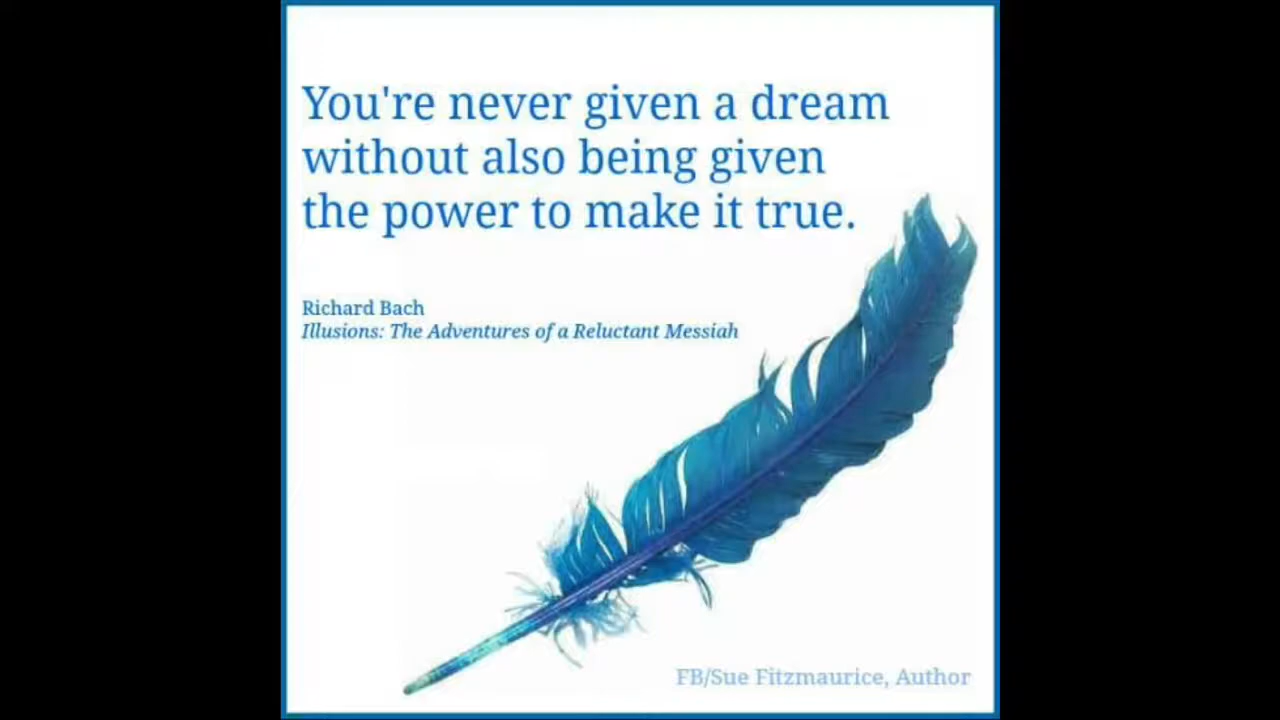 You're never given a dream
without also being given
the power to make it true.
Richard Bach
Illusions: The Adventures of a Reluctant Messiah
FB/Sue Fitzmaurice, Author